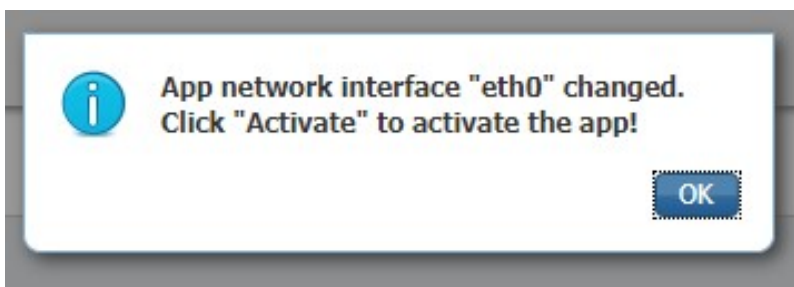 App network interface "eth0" changed.
Click "Activate" to activate the app!
OK